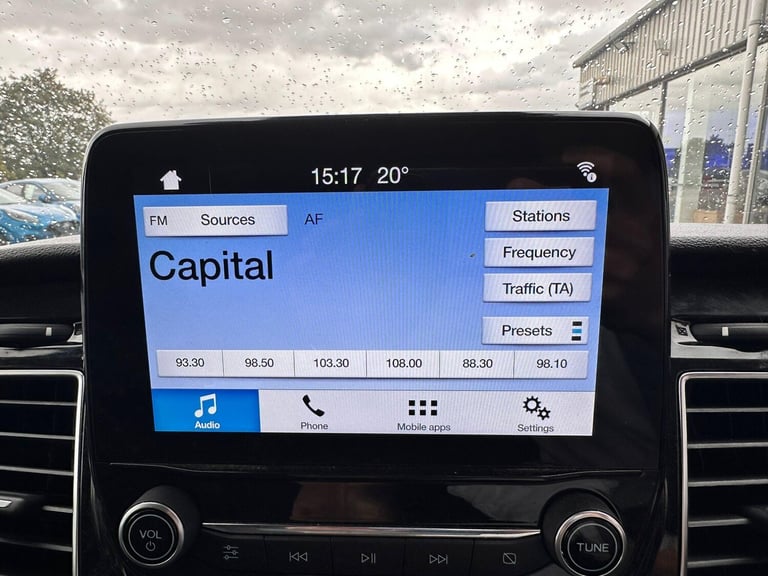 15:17 20°
FM Sources AF Stations
Capital
Frequency
Traffic (TA)
Presets
93.30 98.50 103.30 108.00 88.30 98.10
Audio Phone Mobile apps Settings
VOL
TUNE